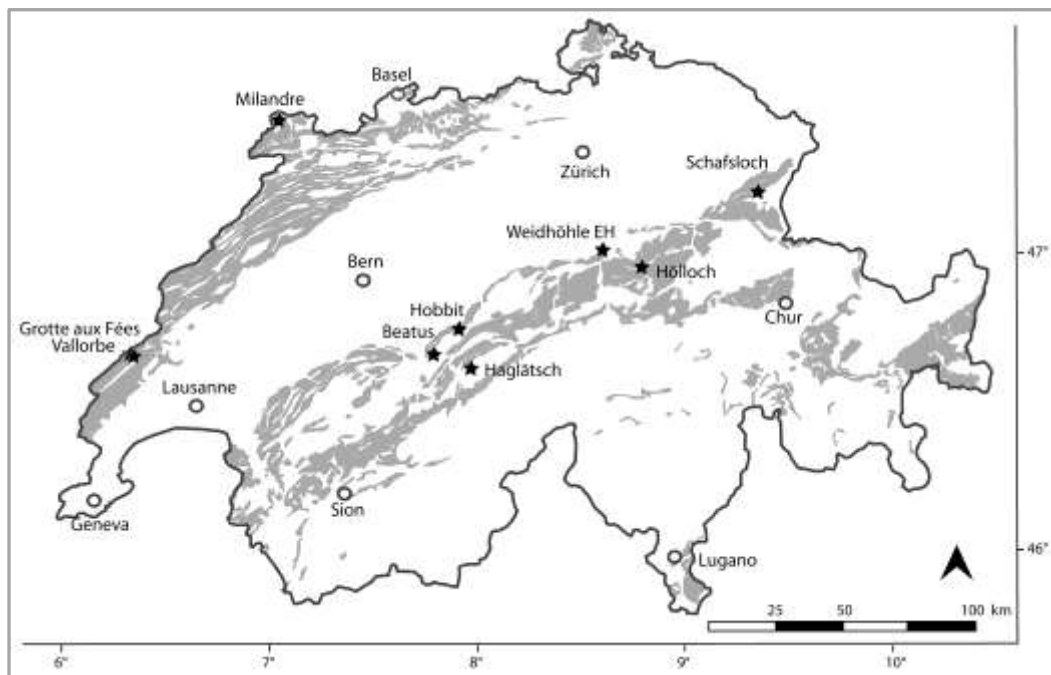 Basel
Milandre
Zürich
Schafsloch
Weidhöhle EH
Hölloch
Bern
47°
Hobbit
Beatus
Haglätsch
Chur
Grotte aux Fées
Vallorbe
Lausanne
Sion
Geneva
Lugano
46°
25 50 100 km
6° 7° 8° 9° 10°